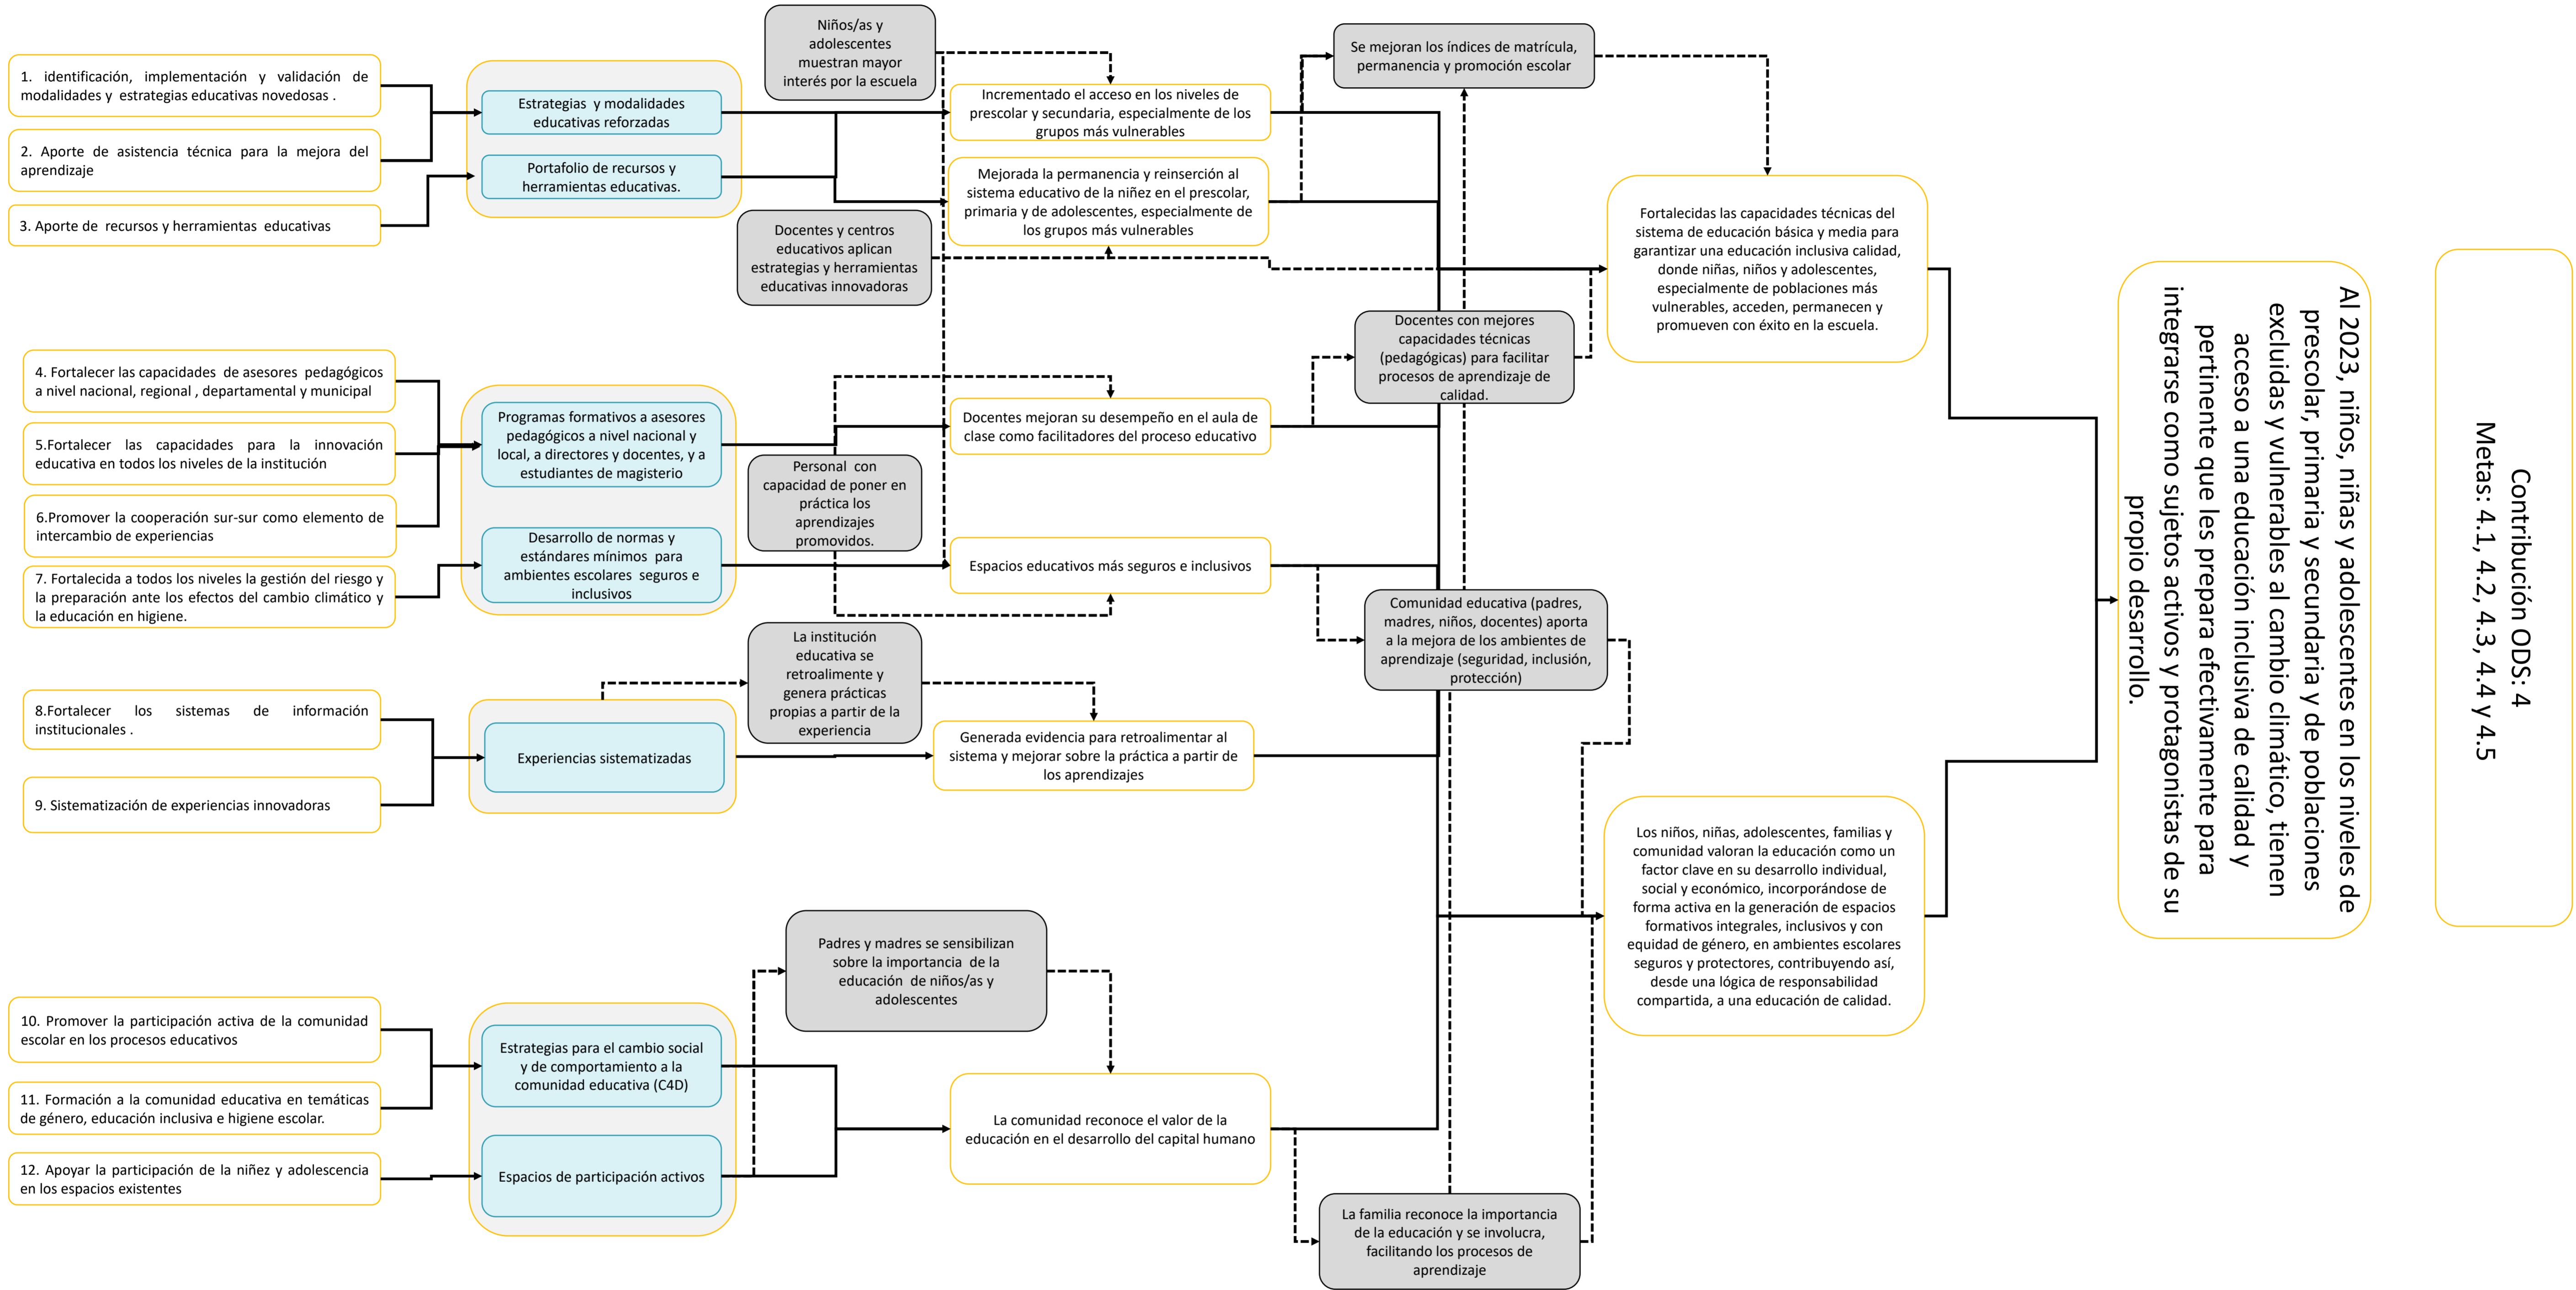 1. identificación, implementación y validación de
modalidades y estrategias educativas novedosas .
2. Aporte de asistencia técnica para la mejora del
aprendizaje
3. Aporte de recursos y herramientas educativas
4. Fortalecer las capacidades de asesores pedagógicos
a nivel nacional, regional , departamental y municipal
5.Fortalecer las capacidades para la innovación
educativa en todos los niveles de la institución
6.Promover la cooperación sur-sur como elemento de
intercambio de experiencias
7. Fortalecida a todos los niveles la gestión del riesgo y
la preparación ante los efectos del cambio climático y
la educación en higiene.
8.Fortalecer los sistemas de información
institucionales .
9. Sistematización de experiencias innovadoras
10. Promover la participación activa de la comunidad
escolar en los procesos educativos
11. Formación a la comunidad educativa en temáticas
de género, educación inclusiva e higiene escolar.
12. Apoyar la participación de la niñez y adolescencia
en los espacios existentes
Estrategias y modalidades
educativas reforzadas
Portafolio de recursos y
herramientas educativas.
Programas formativos a asesores
pedagógicos a nivel nacional y
local, a directores y docentes, y a
estudiantes de magisterio
Desarrollo de normas y
estándares mínimos para
ambientes escolares seguros e
inclusivos
Experiencias sistematizadas
Estrategias para el cambio social
y de comportamiento a la
comunidad educativa (C4D)
Espacios de participación activos
Niños/as y
adolescentes
muestran mayor
interés por la escuela
Docentes y centros
educativos aplican
estrategias y herramientas
educativas innovadoras
Personal con
capacidad de poner en
práctica los
aprendizajes
promovidos.
La institución
educativa se
retroalimente y
genera prácticas
propias a partir de la
experiencia
Padres y madres se sensibilizan
sobre la importancia de la
educación de niños/as y
adolescentes
Incrementado el acceso en los niveles de
prescolar y secundaria, especialmente de los
grupos más vulnerables
Mejorada la permanencia y reinserción al
sistema educativo de la niñez en el prescolar,
primaria y de adolescentes, especialmente de
los grupos más vulnerables
Docentes mejoran su desempeño en el aula de
clase como facilitadores del proceso educativo
Espacios educativos más seguros e inclusivos
Generada evidencia para retroalimentar al
sistema y mejorar sobre la práctica a partir de
los aprendizajes
La comunidad reconoce el valor de la
educación en el desarrollo del capital humano
Se mejoran los índices de matrícula,
permanencia y promoción escolar
Docentes con mejores
capacidades técnicas
(pedagógicas) para facilitar
procesos de aprendizaje de
calidad.
Comunidad educativa (padres,
madres, niños, docentes) aporta
a la mejora de los ambientes de
aprendizaje (seguridad, inclusión,
protección)
La familia reconoce la importancia
de la educación y se involucra,
facilitando los procesos de
aprendizaje
Fortalecidas las capacidades técnicas del
sistema de educación básica y media para
garantizar una educación inclusiva calidad,
donde niñas, niños y adolescentes,
especialmente de poblaciones más
vulnerables, acceden, permanecen y
promueven con éxito en la escuela.
Los niños, niñas, adolescentes, familias y
comunidad valoran la educación como un
factor clave en su desarrollo individual,
social y económico, incorporándose de
forma activa en la generación de espacios
formativos integrales, inclusivos y con
equidad de género, en ambientes escolares
seguros y protectores, contribuyendo así,
desde una lógica de responsabilidad
compartida, a una educación de calidad.
Al 2023, niños, niñas y adolescentes en los niveles de
prescolar, primaria y secundaria y de poblaciones
excluidas y vulnerables al cambio climático, tienen
acceso a una educación inclusiva de calidad y
pertinente que les prepara efectivamente para
integrarse como sujetos activos y protagonistas de su
propio desarrollo.
Contribución ODS: 4
Metas: 4.1, 4.2, 4.3, 4.4 y 4.5